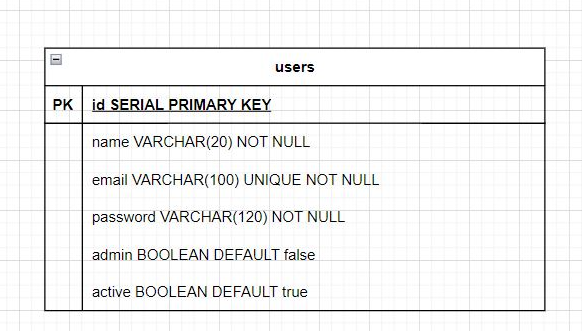 users
PK id SERIAL PRIMARY KEY
name VARCHAR(20) NOT NULL
email VARCHAR(100) UNIQUE NOT NULL
password VARCHAR(120) NOT NULL
admin BOOLEAN DEFAULT false
active BOOLEAN DEFAULT true